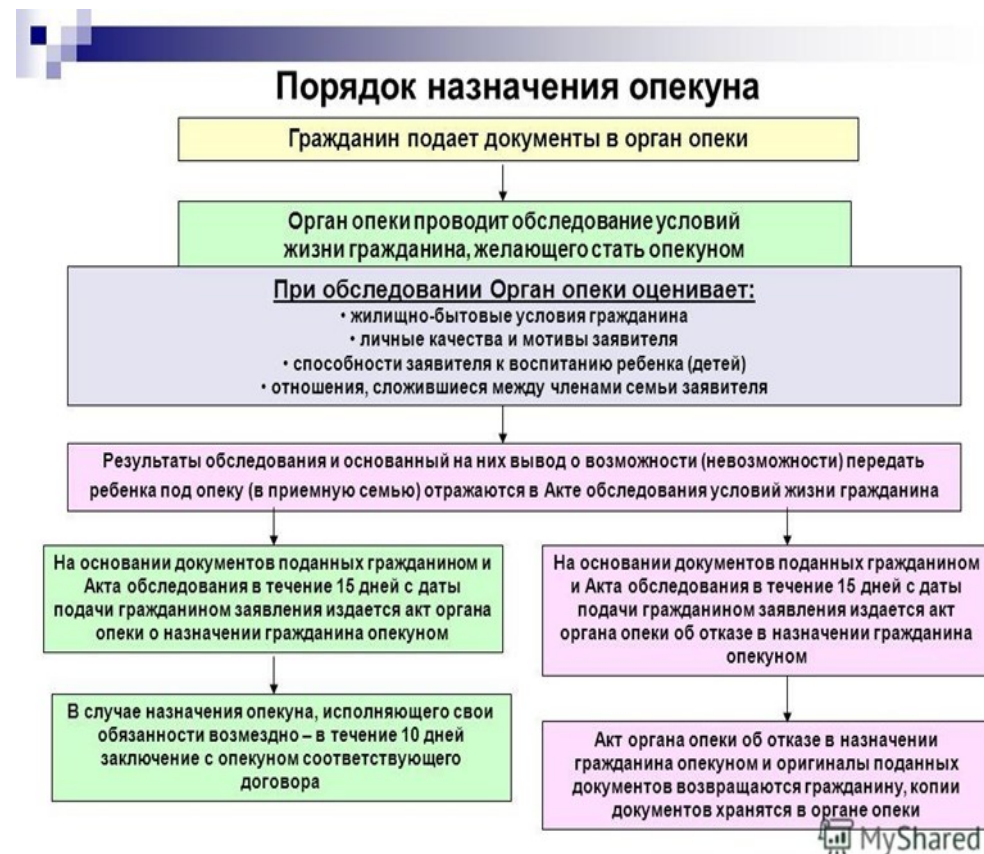 Порядок назначения опекуна
Гражданин подает документы в орган опеки
Орган опеки проводит обследование условий
жизни гражданина, желающего стать опекуном
При обследовании Орган опеки оценивает:
• жилищно-бытовые условия гражданина
• личные качества и мотивы заявителя
• способности заявителя к воспитанию ребенка (детей)
• отношения, сложившиеся между членами семьи заявителя
Результаты обследования и основанный на них вывод о возможности (невозможности) передать
ребенка под опеку (в приемную семью) отражаются в Акте обследования условий жизни гражданина
На основании документов поданных гражданином и
Акта обследования в течение 15 дней с даты
подачи гражданином заявления издается акт органа
опеки о назначении гражданина опекуном
В случае назначения опекуна, исполняющего свои
обязанности возмездно – в течение 10 дней
заключение с опекуном соответствующего
договора
На основании документов поданных гражданином
и Акта обследования в течение 15 дней с даты
подачи гражданином заявления издается акт
органа опеки об отказе в назначении гражданина
опекуном
Акт органа опеки об отказе в назначении
гражданина опекуном и оригиналы поданных
документов возвращаются гражданину, копии
документов хранятся в органе опеки
MyShared